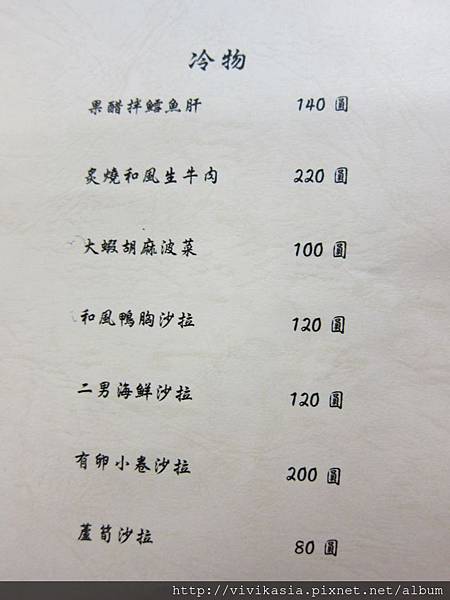 冷物
果醋拌鱈魚肝 140 圓
炙燒和風生牛肉 220 圓
大蝦胡麻波菜 100 圓
和風鴨胸沙拉 120 圓
二男海鮮沙拉 120 圓
有卵小卷沙拉 200 圓
蘆筍沙拉 80 圓
http://vivikasia.pixnet.net/album